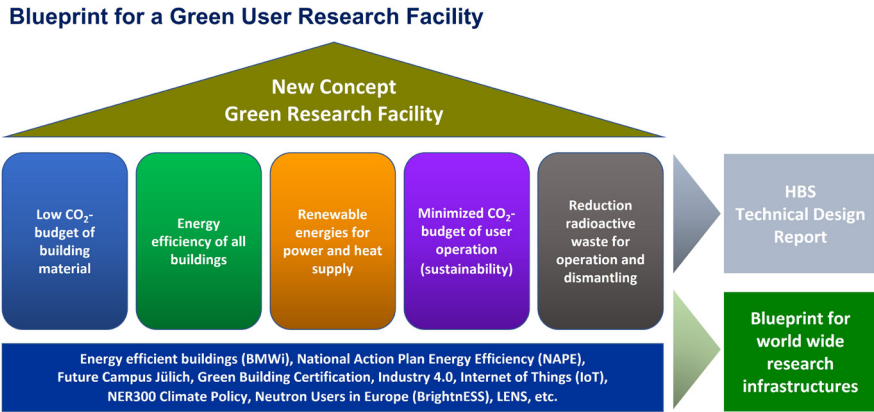 Blueprint for a Green User Research Facility
New Concept
Green Research Facility
Low CO₂-
budget of
building
material
Energy
efficiency of all
buildings
Renewable
energies for
power and heat
supply
Minimized CO₂-
budget of user
operation
(sustainability)
Reduction
radioactive
waste for
operation and
dismantling
HBS
Technical Design
Report
Blueprint for
world wide
research
infrastructures
Energy efficient buildings (BMWi), National Action Plan Energy Efficiency (NAPE),
Future Campus Jülich, Green Building Certification, Industry 4.0, Internet of Things (IoT),
NER300 Climate Policy, Neutron Users in Europe (BrightnESS), LENS, etc.